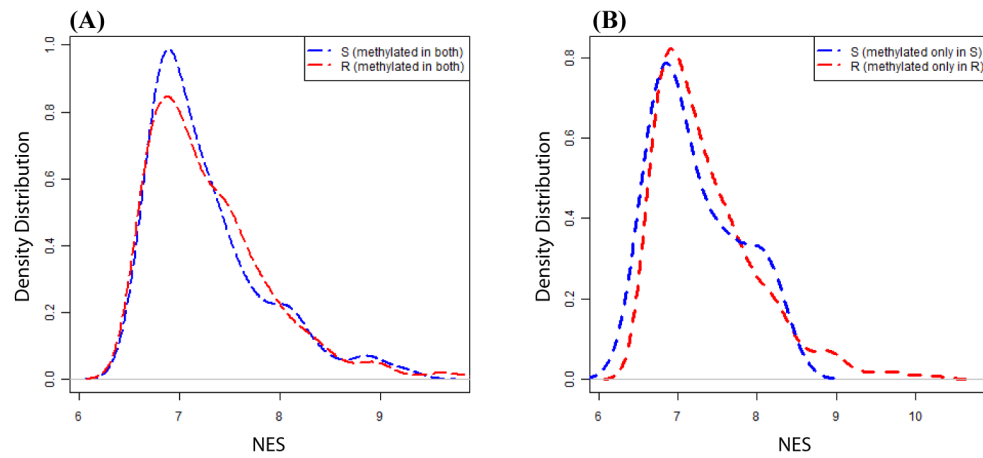 (A)
S (methylated in both)
R (methylated in both)
Density Distribution
1.0
0.8
0.6
0.4
0.2
0.0
6 7 8 9
NES
(B)
S (methylated only in S)
R (methylated only in R)
Density Distribution
0.8
0.6
0.4
0.2
0.0
6 7 8 9 10
NES